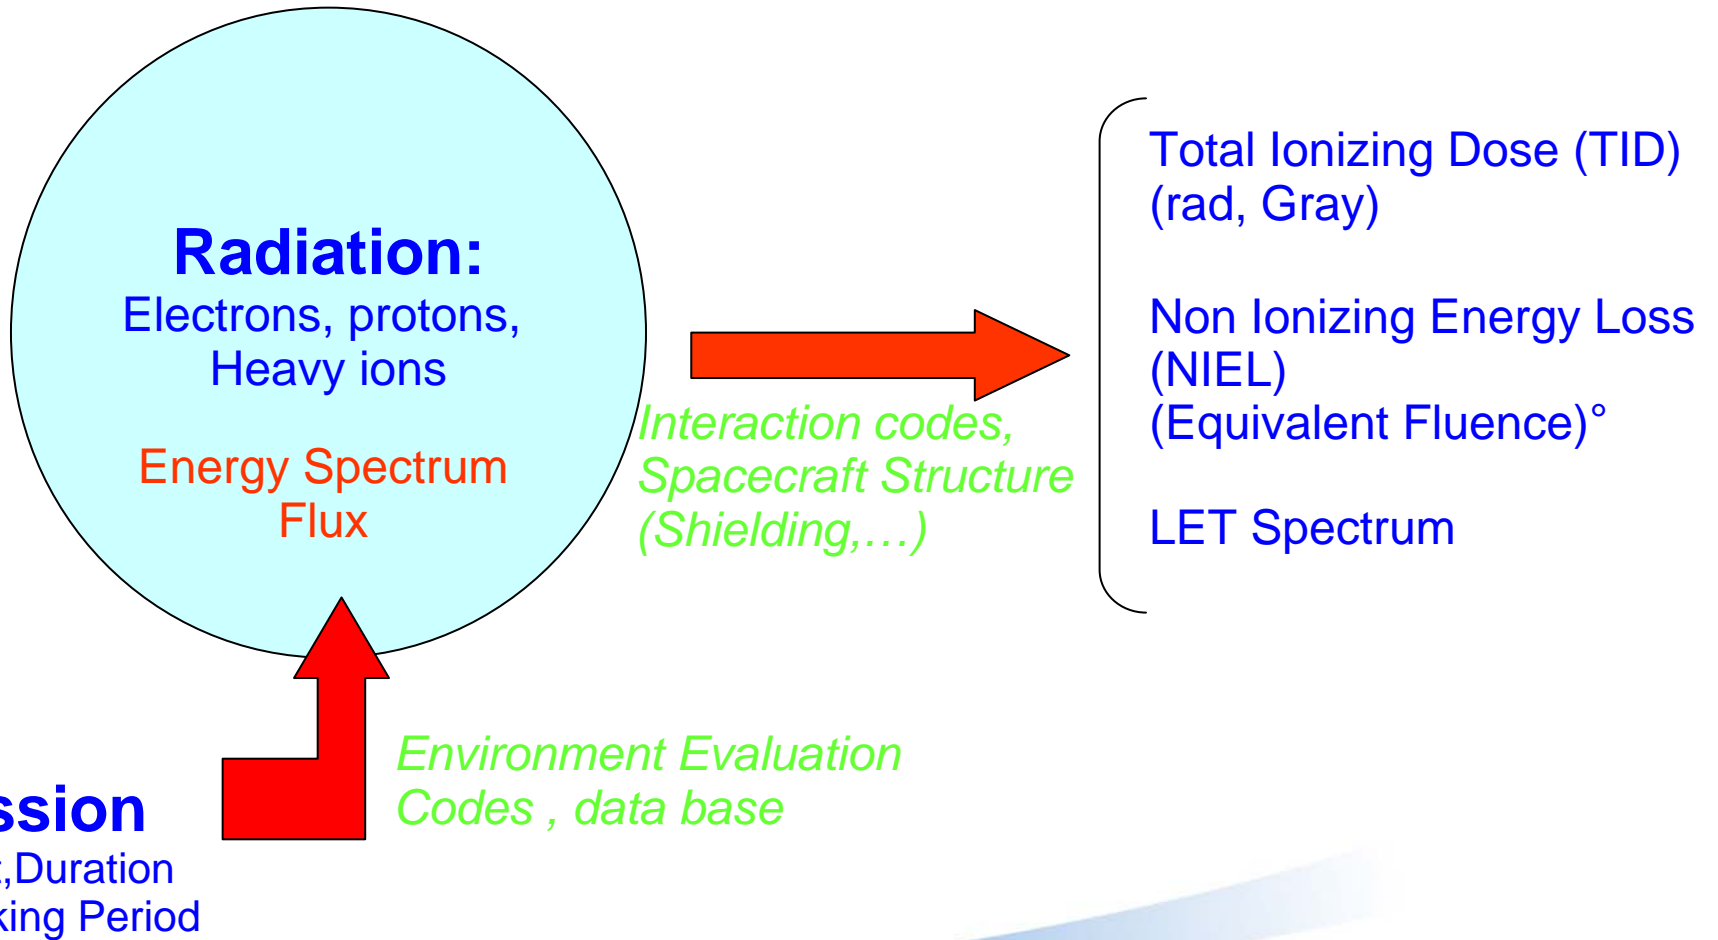 Radiation:
Electrons, protons,
Heavy ions
Energy Spectrum
Flux
Interaction codes,
Spacecraft Structure
(Shielding,…)
Total Ionizing Dose (TID)
(rad, Gray)
Non Ionizing Energy Loss
(NIEL)
(Equivalent Fluence)°
LET Spectrum
Environment Evaluation
Codes , data base
ssion
,Duration
king Period